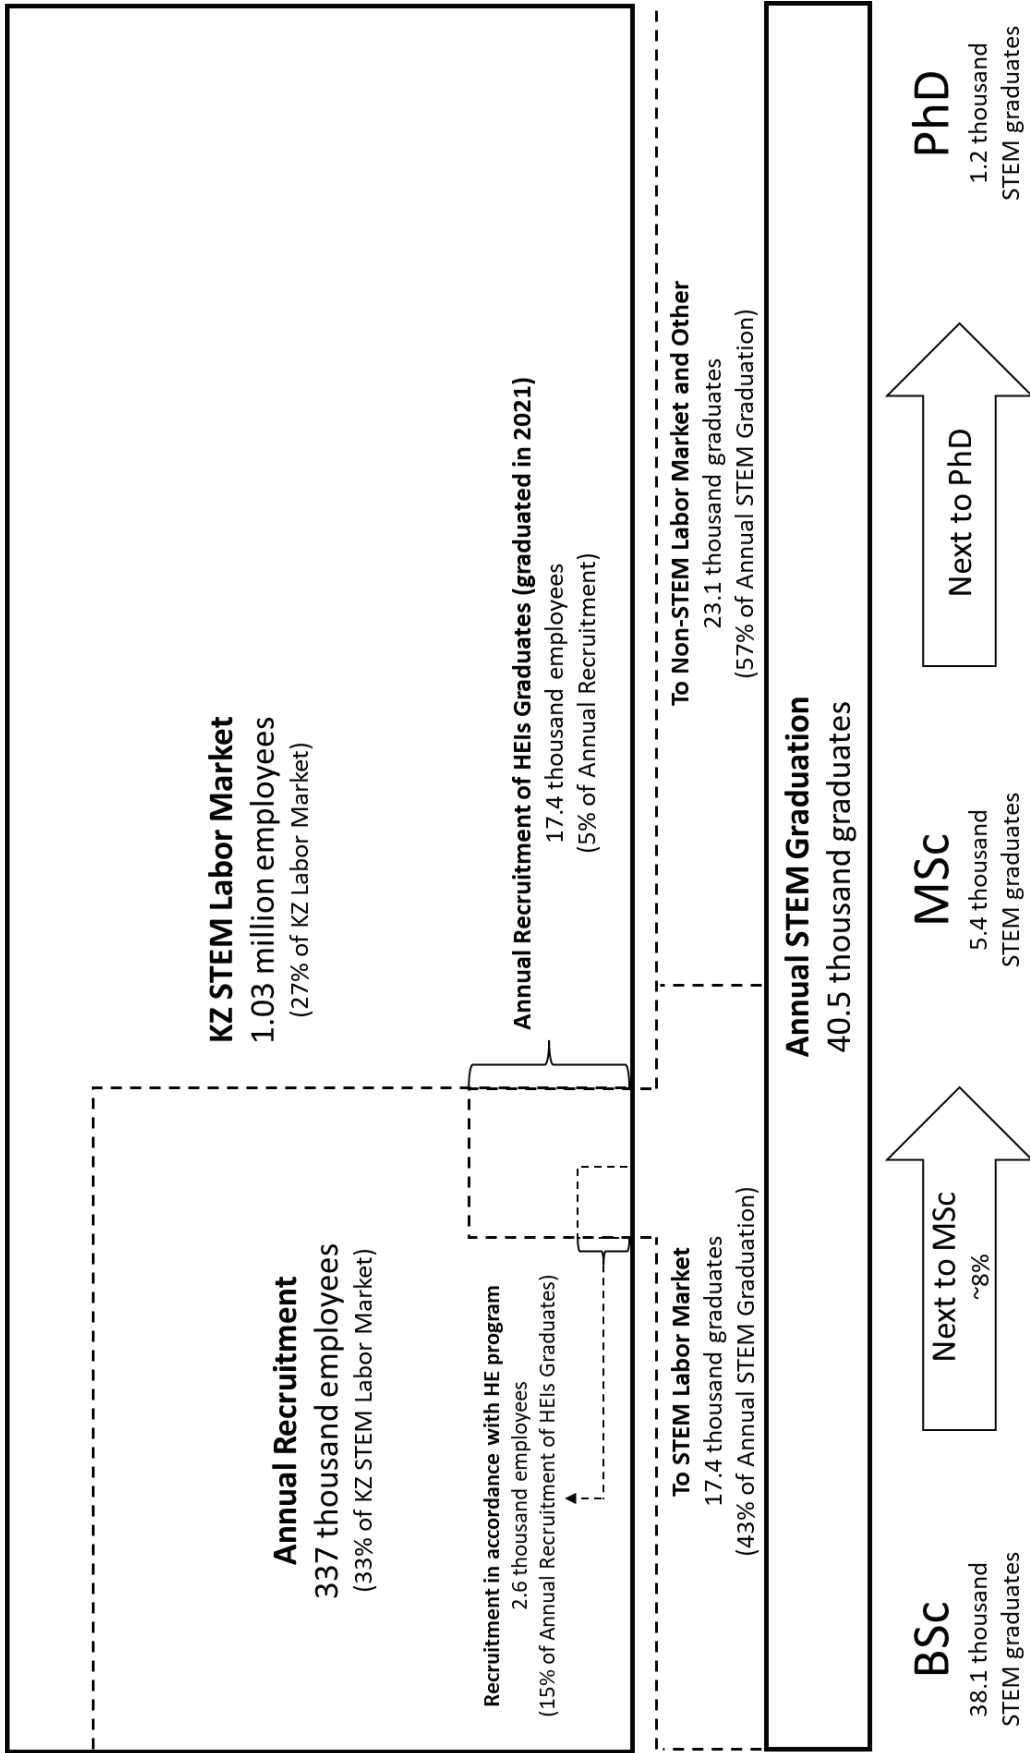 KZ STEM Labor Market
1.03 million employees
(27% of KZ Labor Market)
Annual Recruitment
337 thousand employees
(33% of KZ STEM Labor Market)
Recruitment in accordance with HE program
2.6 thousand employees
(15% of Annual Recruitment of HEIs Graduates)
Annual Recruitment of HEIs Graduates (graduated in 2021)
17.4 thousand employees
(5% of Annual Recruitment)
To STEM Labor Market
17.4 thousand graduates
(43% of Annual STEM Graduation)
To Non-STEM Labor Market and Other
23.1 thousand graduates
(57% of Annual STEM Graduation)
Annual STEM Graduation
40.5 thousand graduates
BSc
38.1 thousand
STEM graduates
Next to MSc
~8%
MSc
5.4 thousand
STEM graduates
Next to PhD
PhD
1.2 thousand
STEM graduates